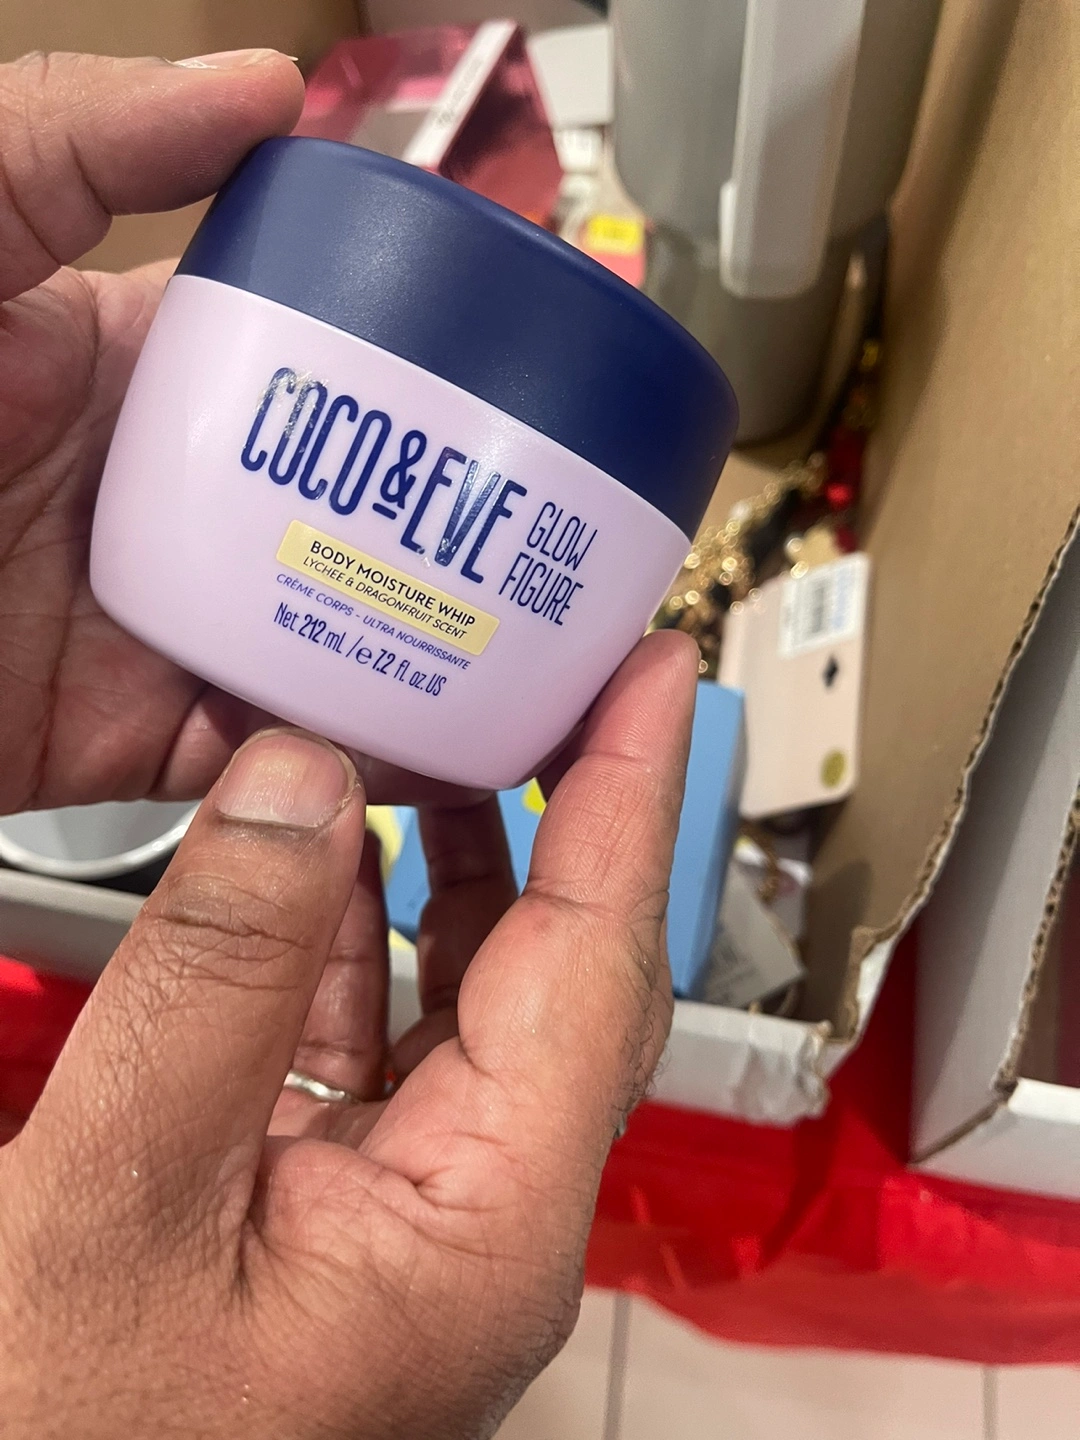 COCO&EVE
GLOW
FIGURE
BODY MOISTURE WHIP
LYCHEE & DRAGONFRUIT SCENT
CRÈME CORPS - ULTRA NOURRISSANTE
Net 212 mL / e 7.2 fl. oz. US